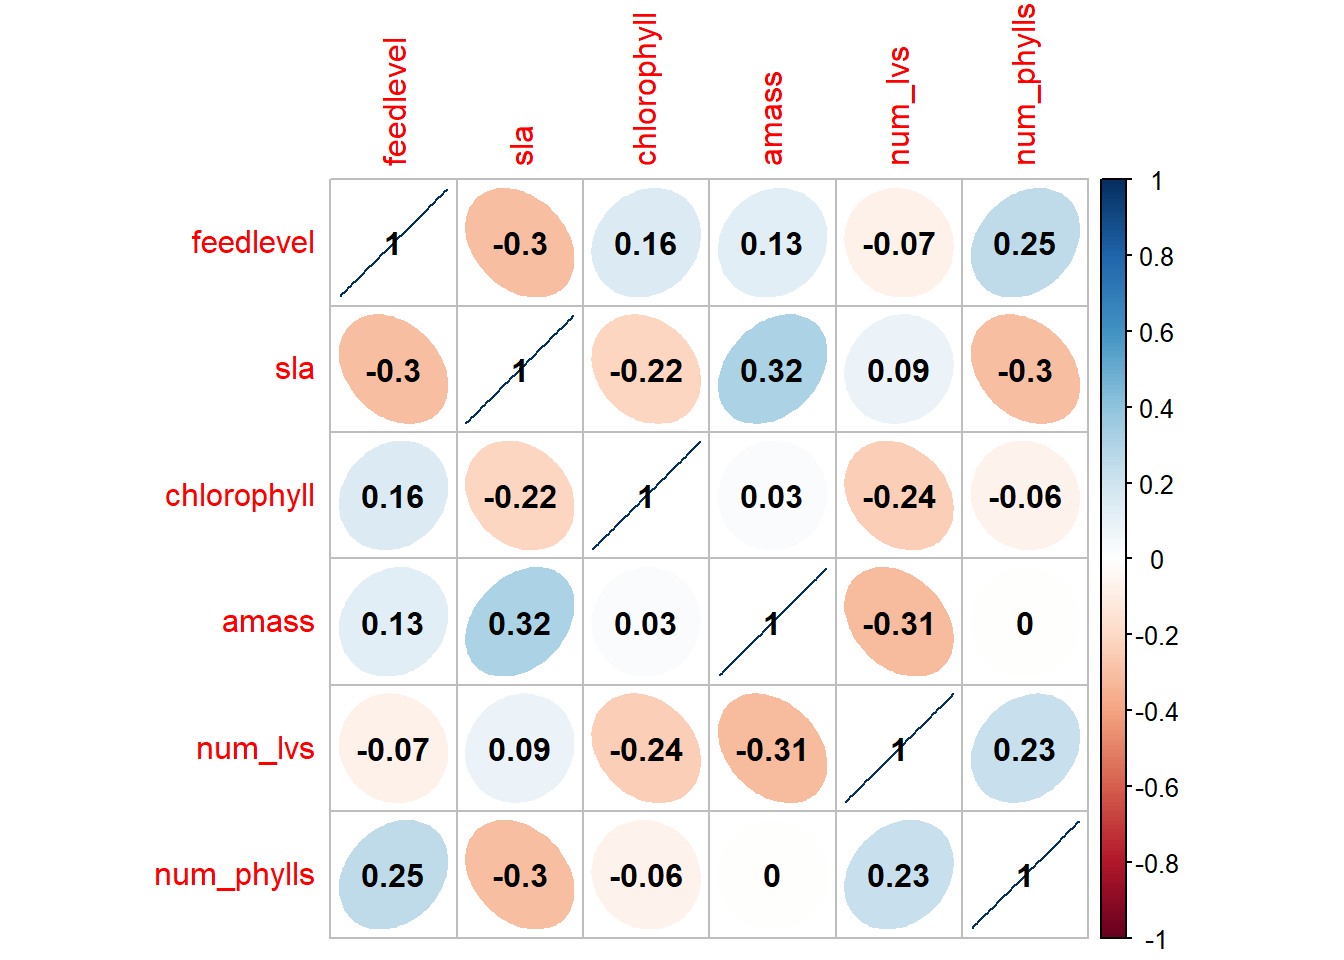 feedlevel sla chlorophyll amass num_lvs num_phylls
feedlevel 1 -0.3 0.16 0.13 -0.07 0.25
sla -0.3 1 -0.22 0.32 0.09 -0.3
chlorophyll 0.16 -0.22 1 0.03 -0.24 -0.06
amass 0.13 0.32 0.03 1 -0.31 0
num_lvs -0.07 0.09 -0.24 -0.31 1 0.23
num_phylls 0.25 -0.3 -0.06 0 0.23 1
1
0.8
0.6
0.4
0.2
0
-0.2
-0.4
-0.6
-0.8
-1